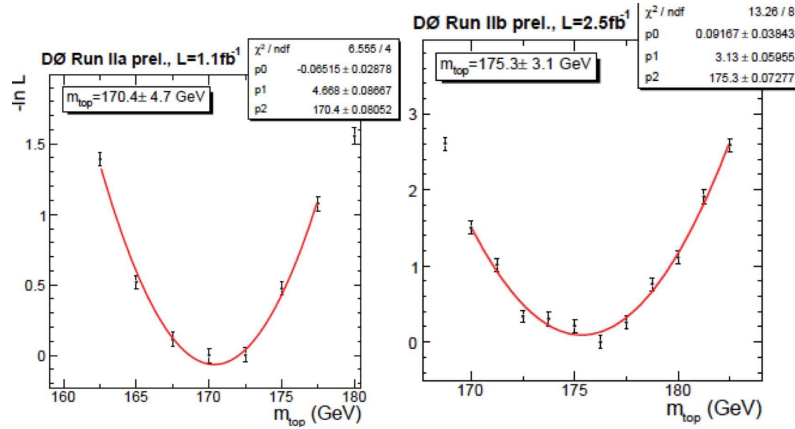 DØ Run IIa prel., L=1.1fb⁻¹
χ² / ndf 6.555 / 4
p0 -0.06515 ± 0.02878
p1 4.668 ± 0.08667
p2 170.4 ± 0.08052
m_top=170.4± 4.7 GeV
-ln L
1.5
1
0.5
0
160 165 170 175 180
m_top (GeV)
DØ Run IIb prel., L=2.5fb⁻¹
χ² / ndf 13.26 / 8
p0 0.09167 ± 0.03843
p1 3.13 ± 0.05955
p2 175.3 ± 0.07277
m_top=175.3± 3.1 GeV
3
2
1
0
170 175 180
m_top (GeV)